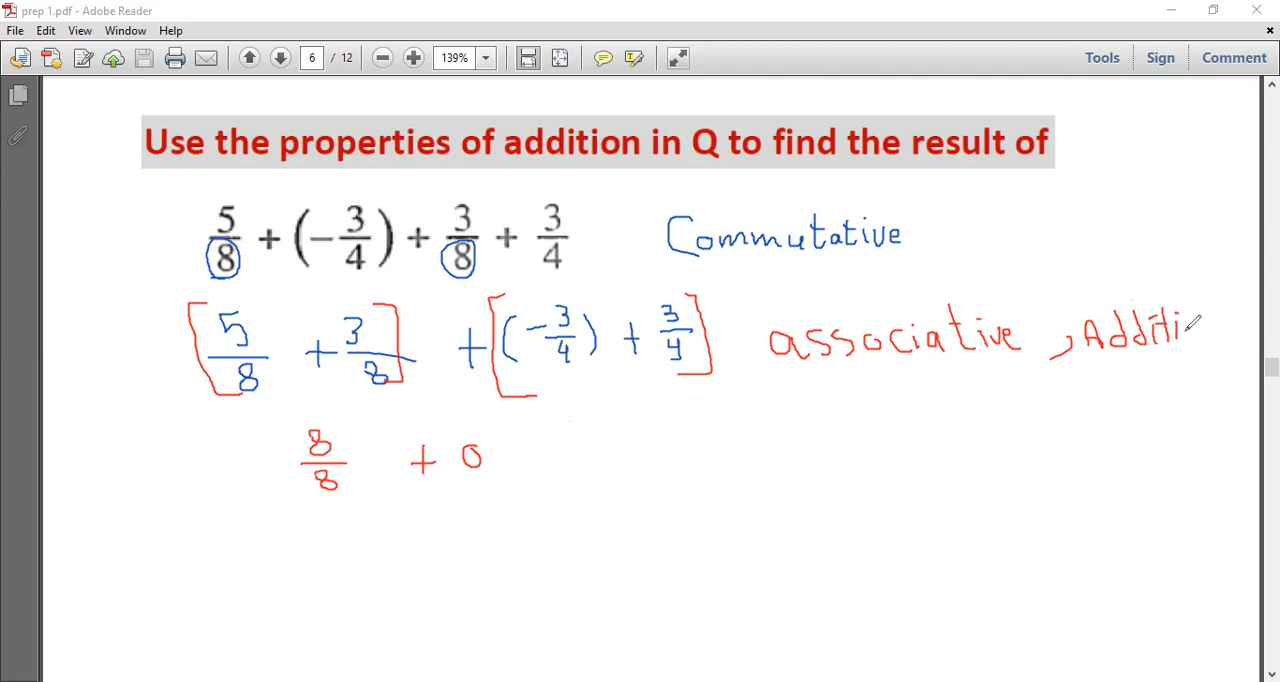 prep 1.pdf - Adobe Reader
File Edit View Window Help
6 / 12 139% Tools Sign Comment
Use the properties of addition in Q to find the result of
5/8 + (-3/4) + 3/8 + 3/4 Commutative
[5/8 + 3/8] + [(-3/4) + 3/4] associative , Additi
8/8 + 0